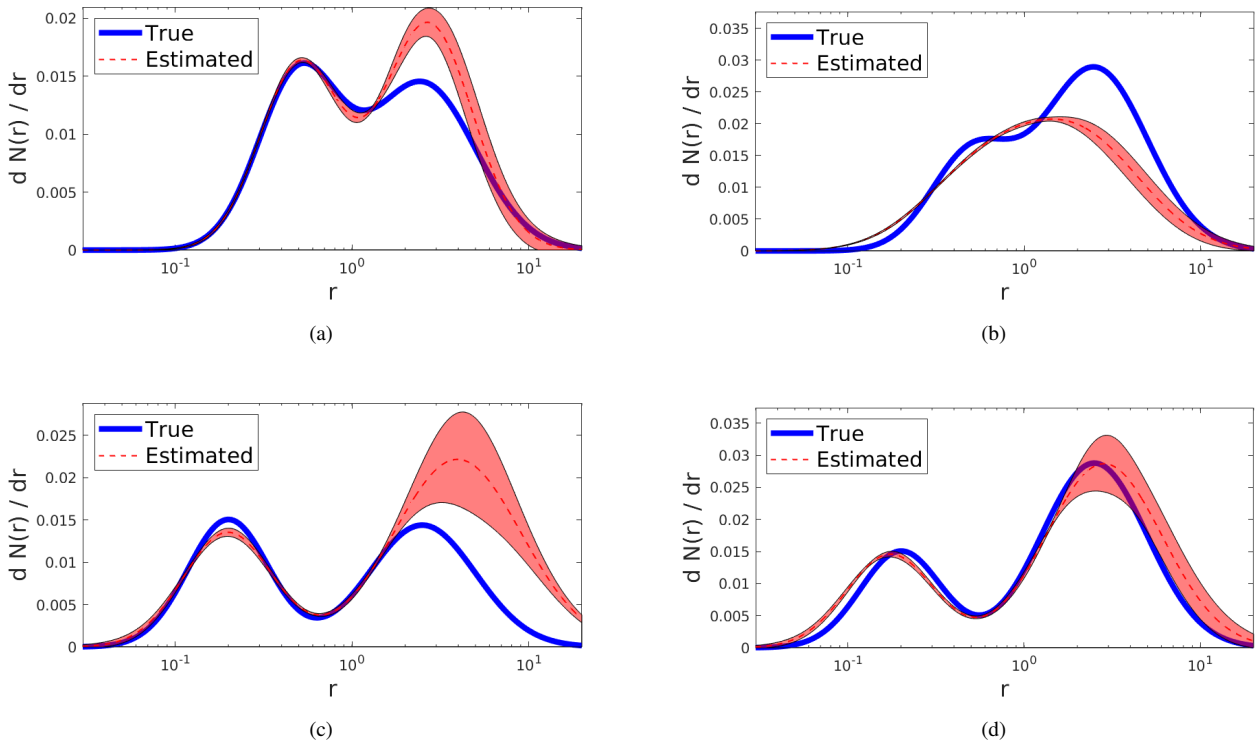 True
Estimated
d N(r) / dr
0.02
0.015
0.01
0.005
0
10^-1
10^0
10^1
r
(a)
True
Estimated
d N(r) / dr
0.035
0.03
0.025
0.02
0.015
0.01
0.005
0
10^-1
10^0
10^1
r
(b)
True
Estimated
d N(r) / dr
0.025
0.02
0.015
0.01
0.005
0
10^-1
10^0
10^1
r
(c)
True
Estimated
d N(r) / dr
0.035
0.03
0.025
0.02
0.015
0.01
0.005
0
10^-1
10^0
10^1
r
(d)